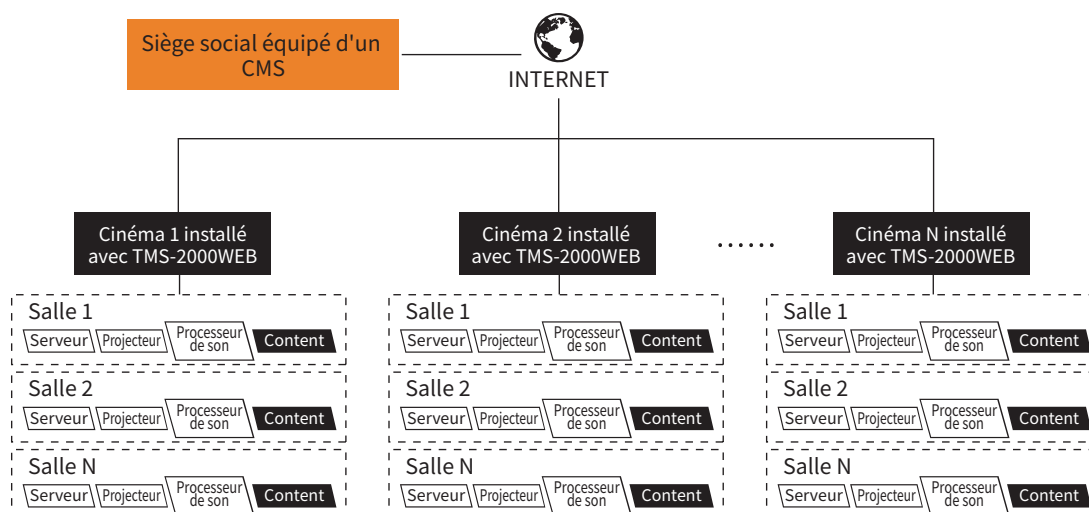 Siège social équipé d'un
CMS
INTERNET
Cinéma 1 installé
avec TMS-2000WEB
Cinéma 2 installé
avec TMS-2000WEB
......
Cinéma N installé
avec TMS-2000WEB
Salle 1
Serveur Projecteur Processeur
de son Content
Salle 2
Serveur Projecteur Processeur
de son Content
Salle N
Serveur Projecteur Processeur
de son Content
Salle 1
Serveur Projecteur Processeur
de son Content
Salle 2
Serveur Projecteur Processeur
de son Content
Salle N
Serveur Projecteur Processeur
de son Content
Salle 1
Serveur Projecteur Processeur
de son Content
Salle 2
Serveur Projecteur Processeur
de son Content
Salle N
Serveur Projecteur Processeur
de son Content